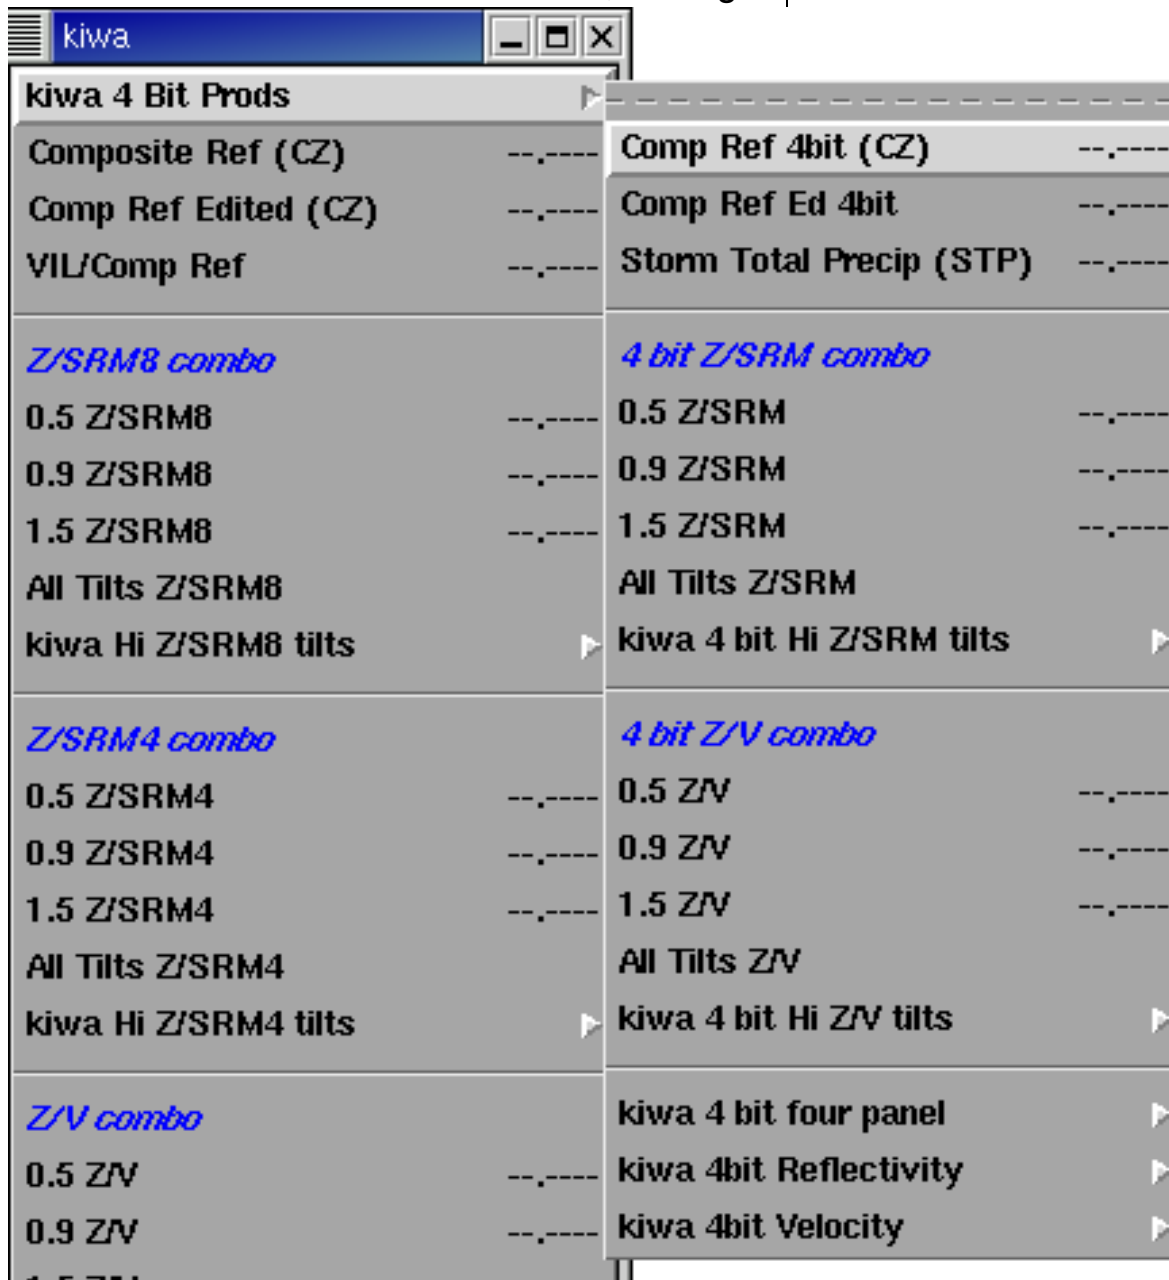 kiwa
kiwa 4 Bit Prods
Composite Ref (CZ) --.----
Comp Ref Edited (CZ) --.----
VIL/Comp Ref --.----
Z/SRM8 combo
0.5 Z/SRM8 --.----
0.9 Z/SRM8 --.----
1.5 Z/SRM8 --.----
All Tilts Z/SRM8
kiwa Hi Z/SRM8 tilts
Z/SRM4 combo
0.5 Z/SRM4 --.----
0.9 Z/SRM4 --.----
1.5 Z/SRM4 --.----
All Tilts Z/SRM4
kiwa Hi Z/SRM4 tilts
Z/V combo
0.5 Z/V --.----
0.9 Z/V --.----
Comp Ref 4bit (CZ) --.----
Comp Ref Ed 4bit --.----
Storm Total Precip (STP) --.----
4 bit Z/SRM combo
0.5 Z/SRM --.----
0.9 Z/SRM --.----
1.5 Z/SRM --.----
All Tilts Z/SRM
kiwa 4 bit Hi Z/SRM tilts
4 bit Z/V combo
0.5 Z/V --.----
0.9 Z/V --.----
1.5 Z/V --.----
All Tilts Z/V
kiwa 4 bit Hi Z/V tilts
kiwa 4 bit four panel
kiwa 4bit Reflectivity
kiwa 4bit Velocity